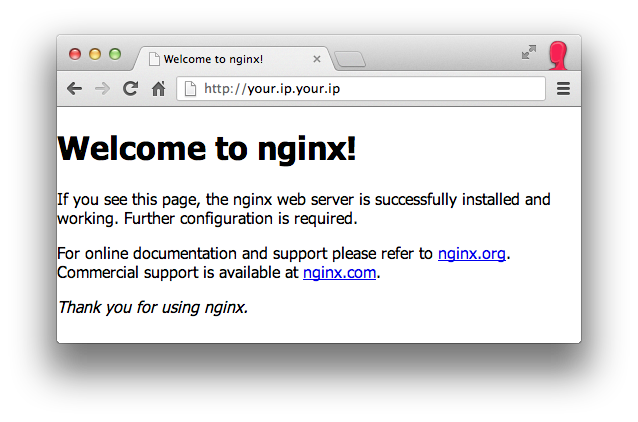 Welcome to nginx!
http://your.ip.your.ip
Welcome to nginx!
If you see this page, the nginx web server is successfully installed and
working. Further configuration is required.
For online documentation and support please refer to nginx.org.
Commercial support is available at nginx.com.
Thank you for using nginx.